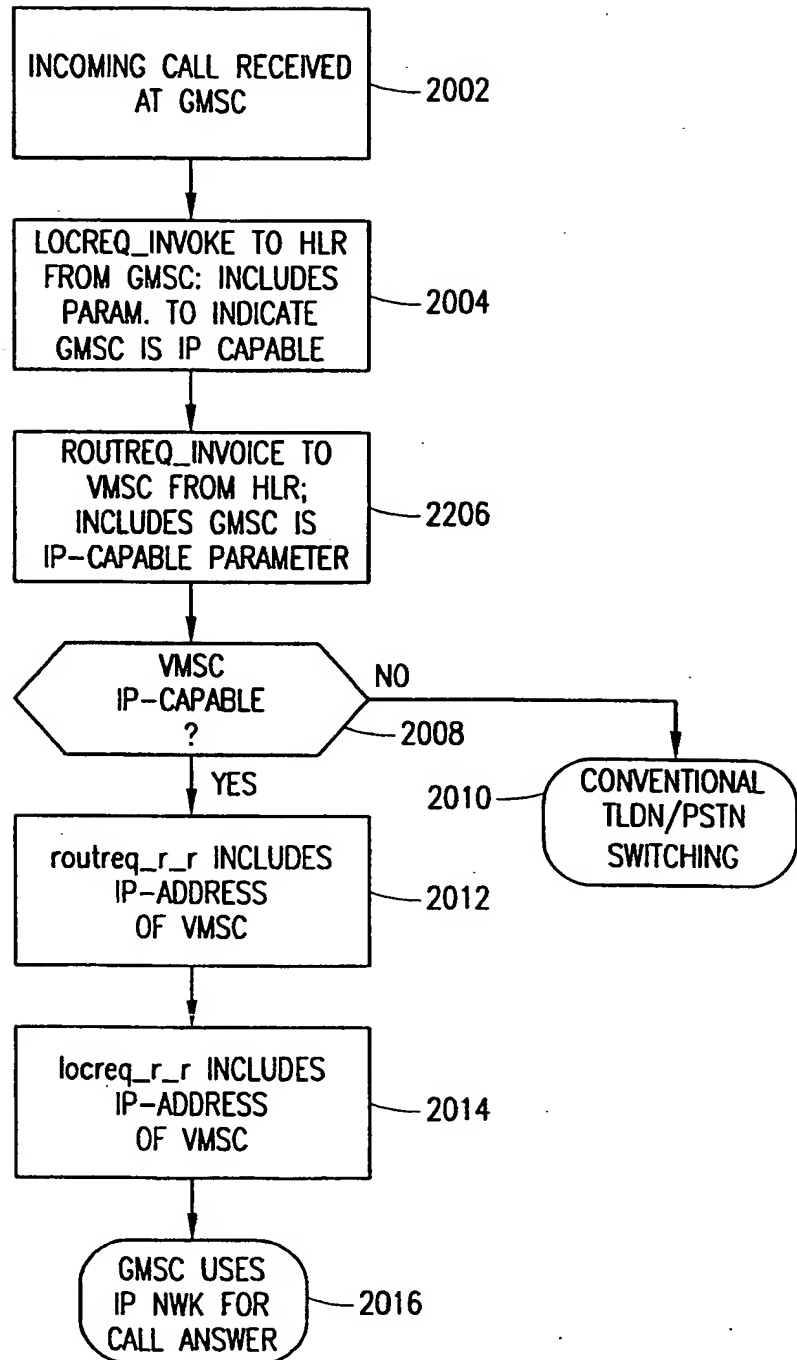 INCOMING CALL RECEIVED
AT GMSC
2002
LOCREQ_INVOKE TO HLR
FROM GMSC: INCLUDES
PARAM. TO INDICATE
GMSC IS IP CAPABLE
2004
ROUTREQ_INVOICE TO
VMSC FROM HLR;
INCLUDES GMSC IS
IP-CAPABLE PARAMETER
2206
VMSC
IP-CAPABLE
?
2008
NO
YES
2010
CONVENTIONAL
TLDN/PSTN
SWITCHING
routreq_r_r INCLUDES
IP-ADDRESS
OF VMSC
2012
locreq_r_r INCLUDES
IP-ADDRESS
OF VMSC
2014
GMSC USES
IP NWK FOR
CALL ANSWER
2016